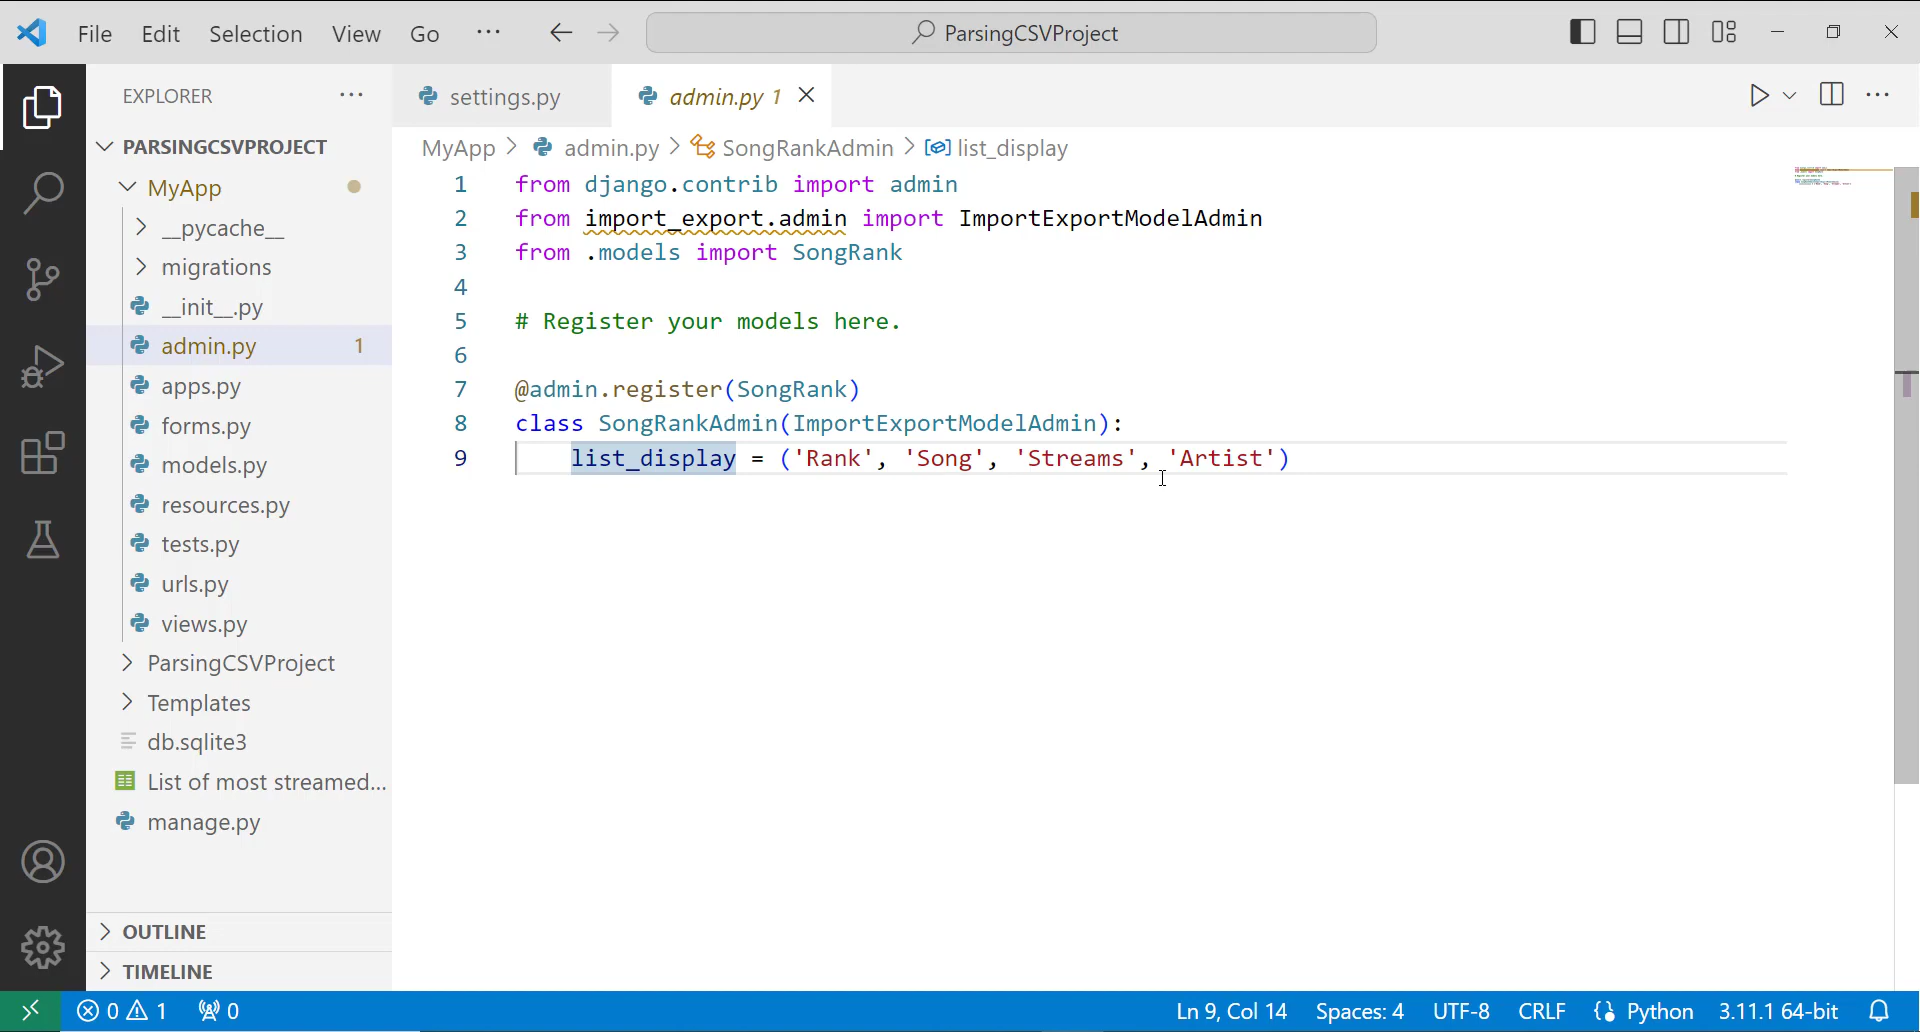 File Edit Selection View Go ··· ParsingCSVProject
EXPLORER ···
settings.py
admin.py 1
PARSINGCSVPROJECT
MyApp
__pycache__
migrations
__init__.py
admin.py 1
apps.py
forms.py
models.py
resources.py
tests.py
urls.py
views.py
ParsingCSVProject
Templates
db.sqlite3
List of most streamed...
manage.py
OUTLINE
TIMELINE
MyApp > admin.py > SongRankAdmin > list_display
1 from django.contrib import admin
2 from import_export.admin import ImportExportModelAdmin
3 from .models import SongRank
4
5 # Register your models here.
6
7 @admin.register(SongRank)
8 class SongRankAdmin(ImportExportModelAdmin):
9     list_display = ('Rank', 'Song', 'Streams', 'Artist')
0 1 0 Ln 9, Col 14 Spaces: 4 UTF-8 CRLF Python 3.11.1 64-bit